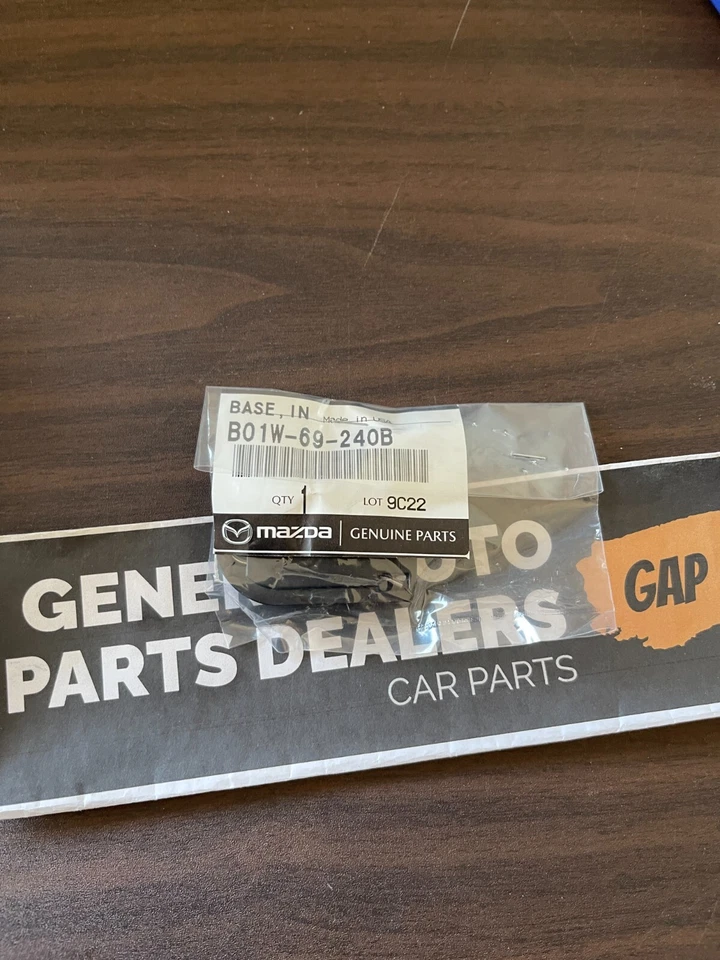 BASE, IN Made in USA
B01W-69-240B
QTY 1 LOT 9C22
mazda GENUINE PARTS
PARTS DEALERS
CAR PARTS
GAP